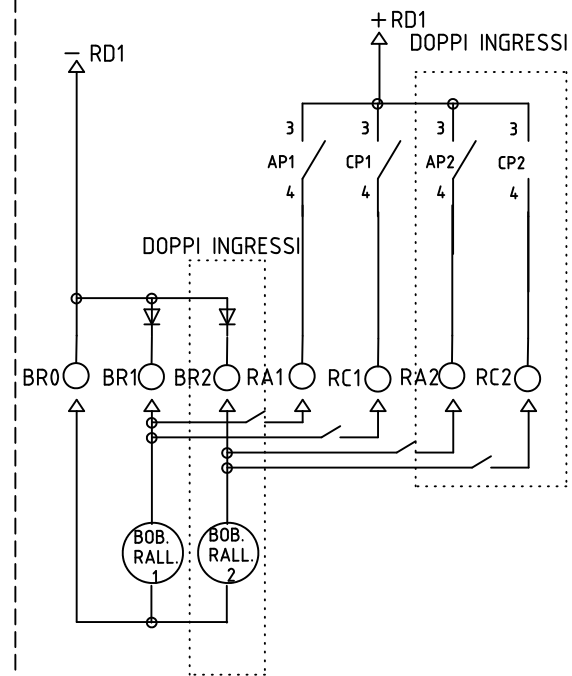 +RD1
DOPPI INGRESSI
– RD1
3 3 3 3
AP1 CP1 AP2 CP2
4 4 4 4
DOPPI INGRESSI
BR0 BR1 BR2 RA1 RC1 RA2 RC2
BOB. BOB.
RALL. RALL.
1 2